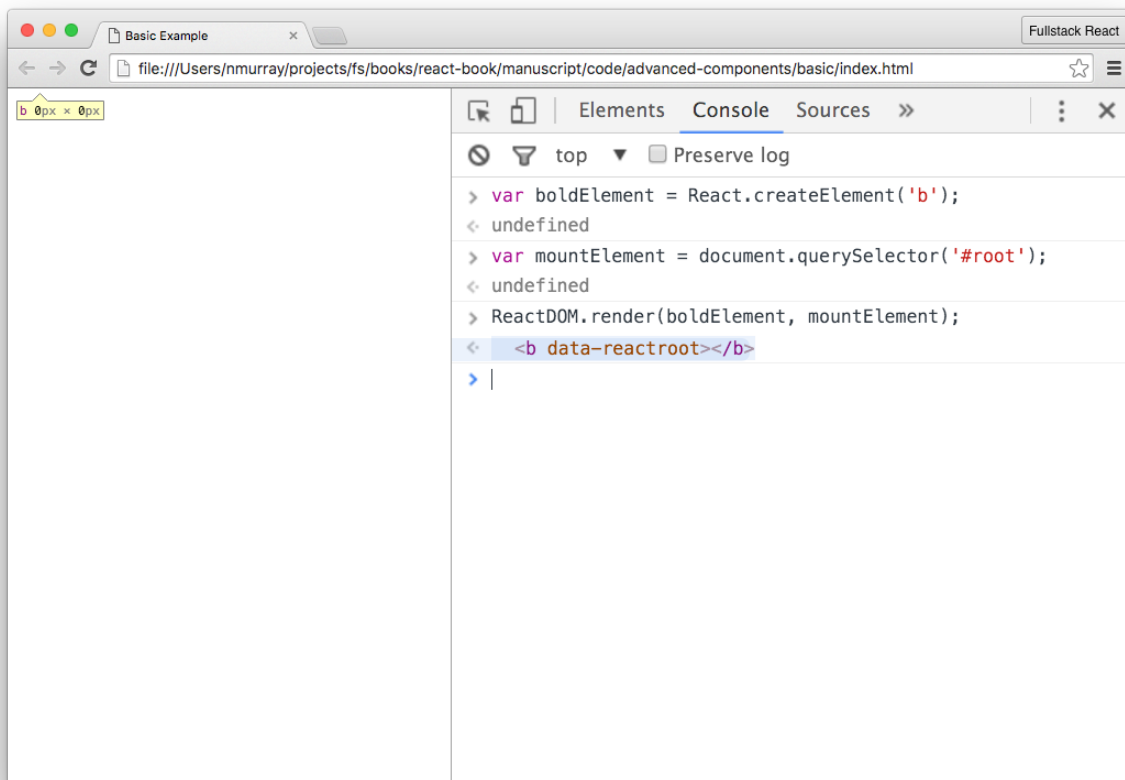 Basic Example
Fullstack React
file:///Users/nmurray/projects/fs/books/react-book/manuscript/code/advanced-components/basic/index.html
b 0px × 0px
Elements Console Sources »
top ▼ Preserve log
> var boldElement = React.createElement('b');
undefined
> var mountElement = document.querySelector('#root');
undefined
> ReactDOM.render(boldElement, mountElement);
<b data-reactroot></b>
>